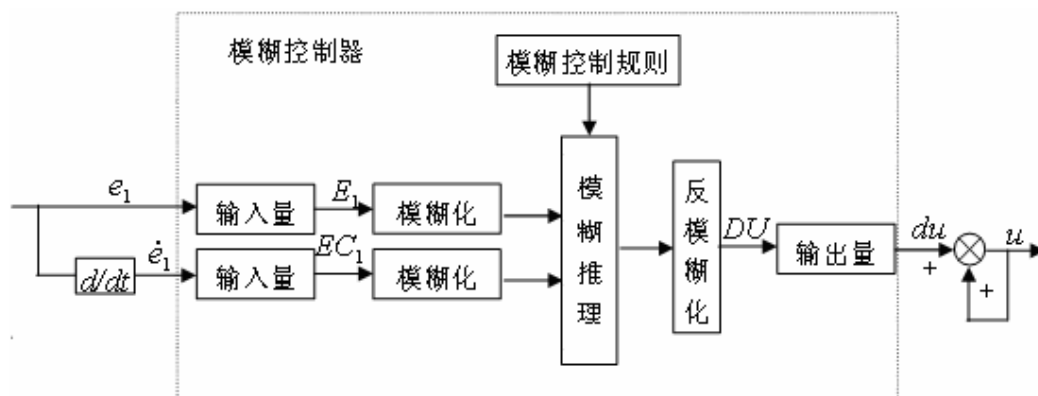 模糊控制器
模糊控制规则
e₁
输入量
E₁
模糊化
模糊推理
反模糊化
DU
输出量
du
+
u
+
d/dt
ė₁
输入量
EC₁
模糊化